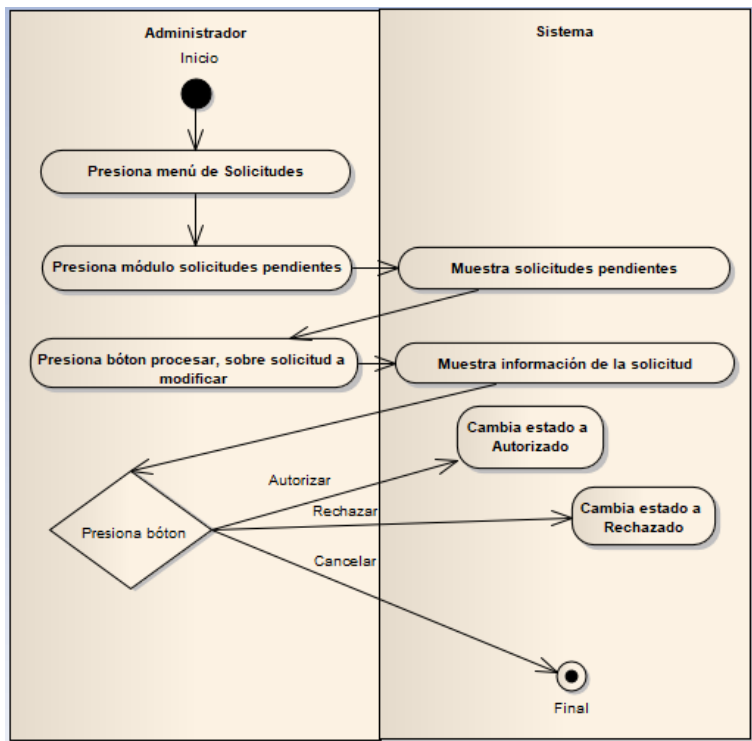 Administrador
Sistema
Inicio
Presiona menú de Solicitudes
Presiona módulo solicitudes pendientes
Muestra solicitudes pendientes
Presiona bóton procesar, sobre solicitud a
modificar
Muestra información de la solicitud
Cambia estado a
Autorizado
Autorizar
Rechazar
Cambia estado a
Rechazado
Presiona bóton
Cancelar
Final